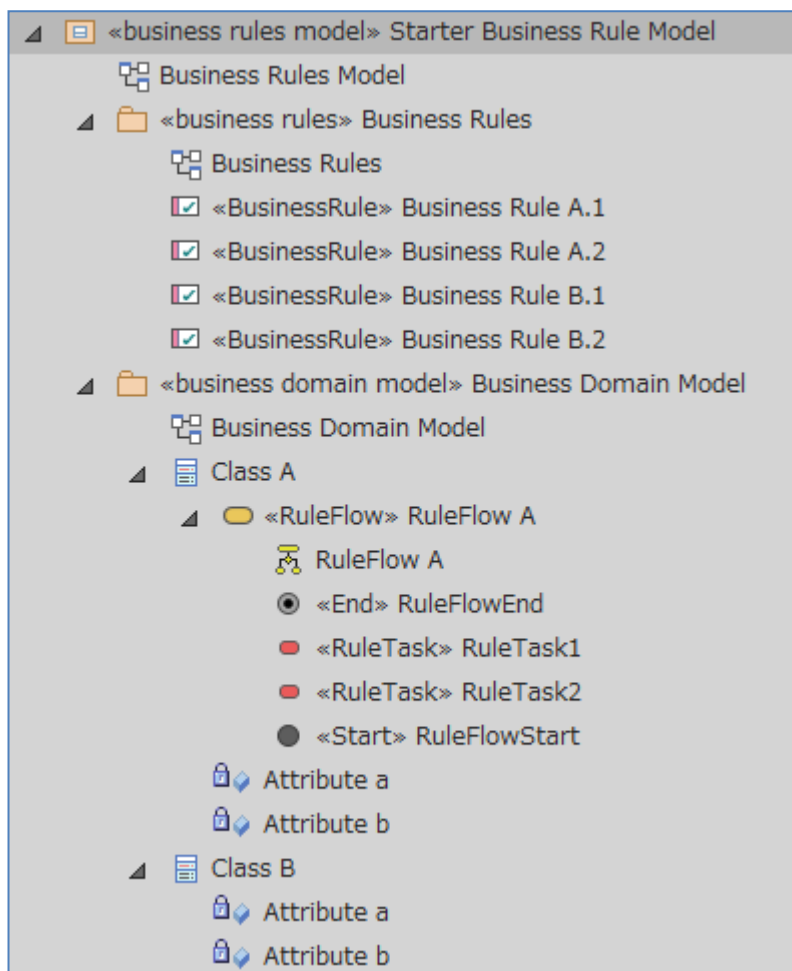 «business rules model» Starter Business Rule Model
Business Rules Model
«business rules» Business Rules
Business Rules
«BusinessRule» Business Rule A.1
«BusinessRule» Business Rule A.2
«BusinessRule» Business Rule B.1
«BusinessRule» Business Rule B.2
«business domain model» Business Domain Model
Business Domain Model
Class A
«RuleFlow» RuleFlow A
RuleFlow A
«End» RuleFlowEnd
«RuleTask» RuleTask1
«RuleTask» RuleTask2
«Start» RuleFlowStart
Attribute a
Attribute b
Class B
Attribute a
Attribute b